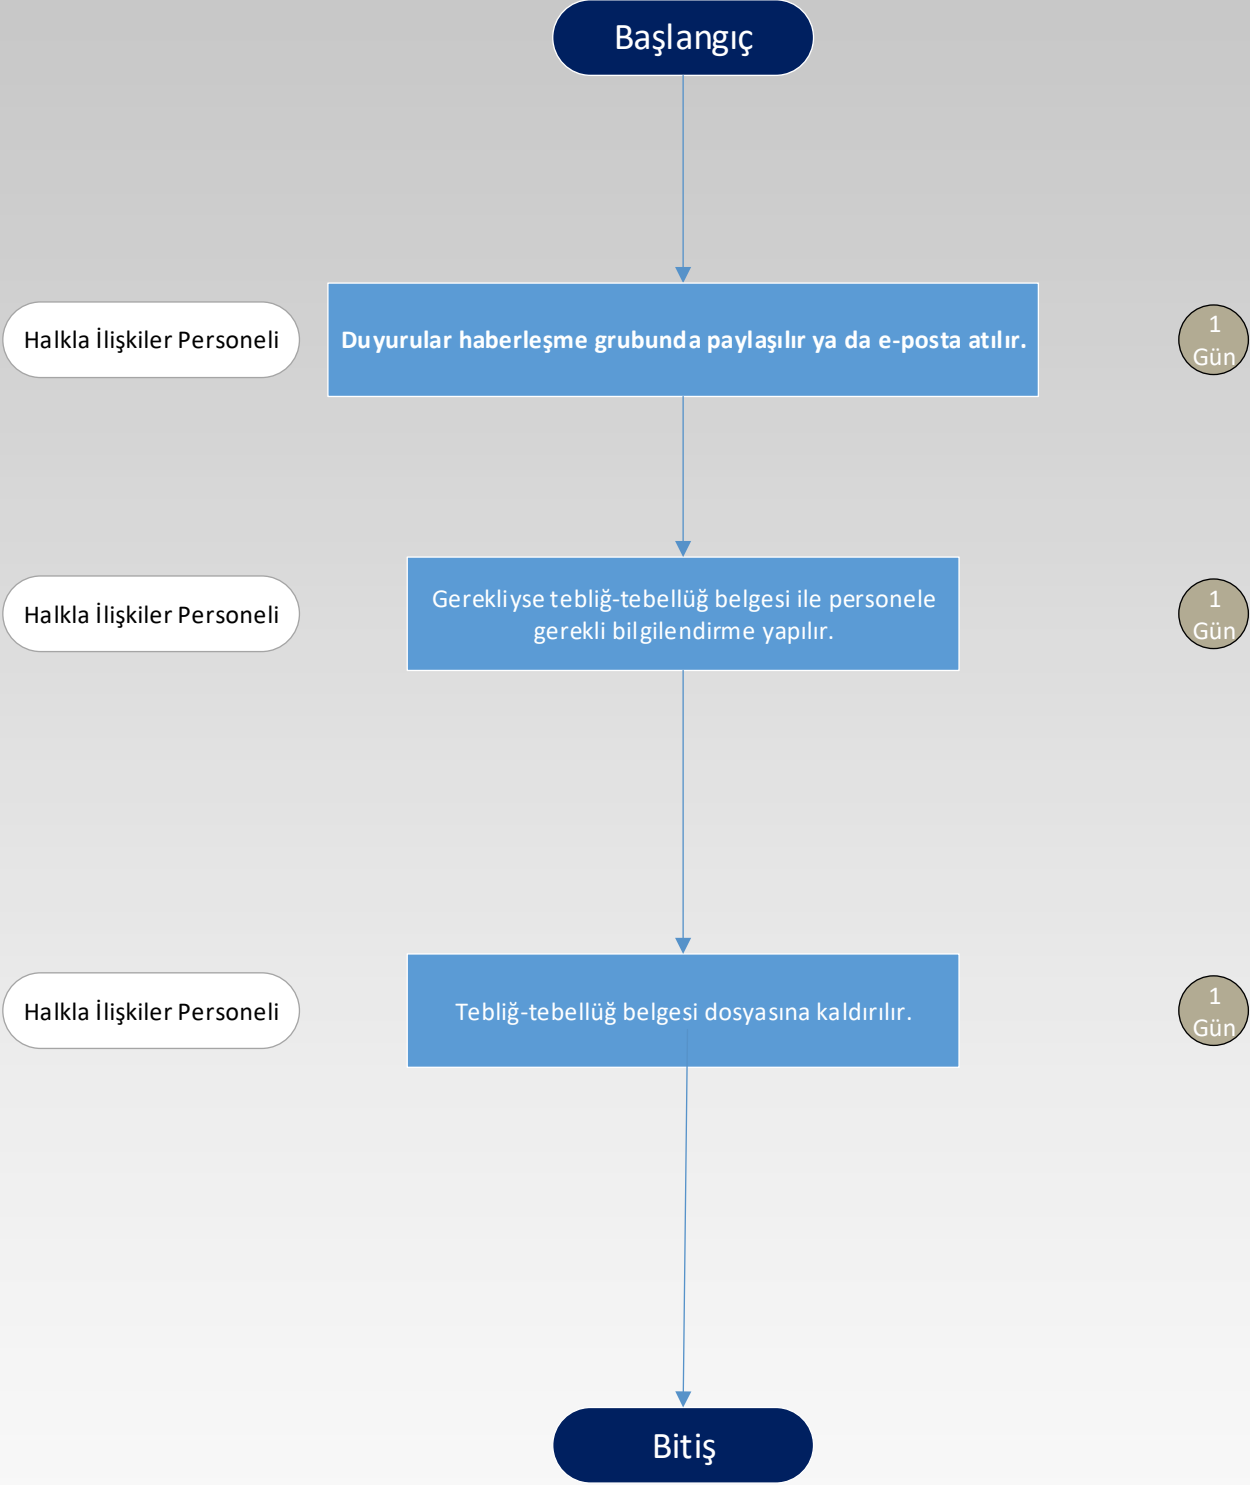 Başlangıç
Halkla İlişkiler Personeli
Duyurular haberleşme grubunda paylaşılır ya da e-posta atılır.
1
Gün
Halkla İlişkiler Personeli
Gerekliyse tebliğ-tebellüğ belgesi ile personele
gerekli bilgilendirme yapılır.
1
Gün
Halkla İlişkiler Personeli
Tebliğ-tebellüğ belgesi dosyasına kaldırılır.
1
Gün
Bitiş